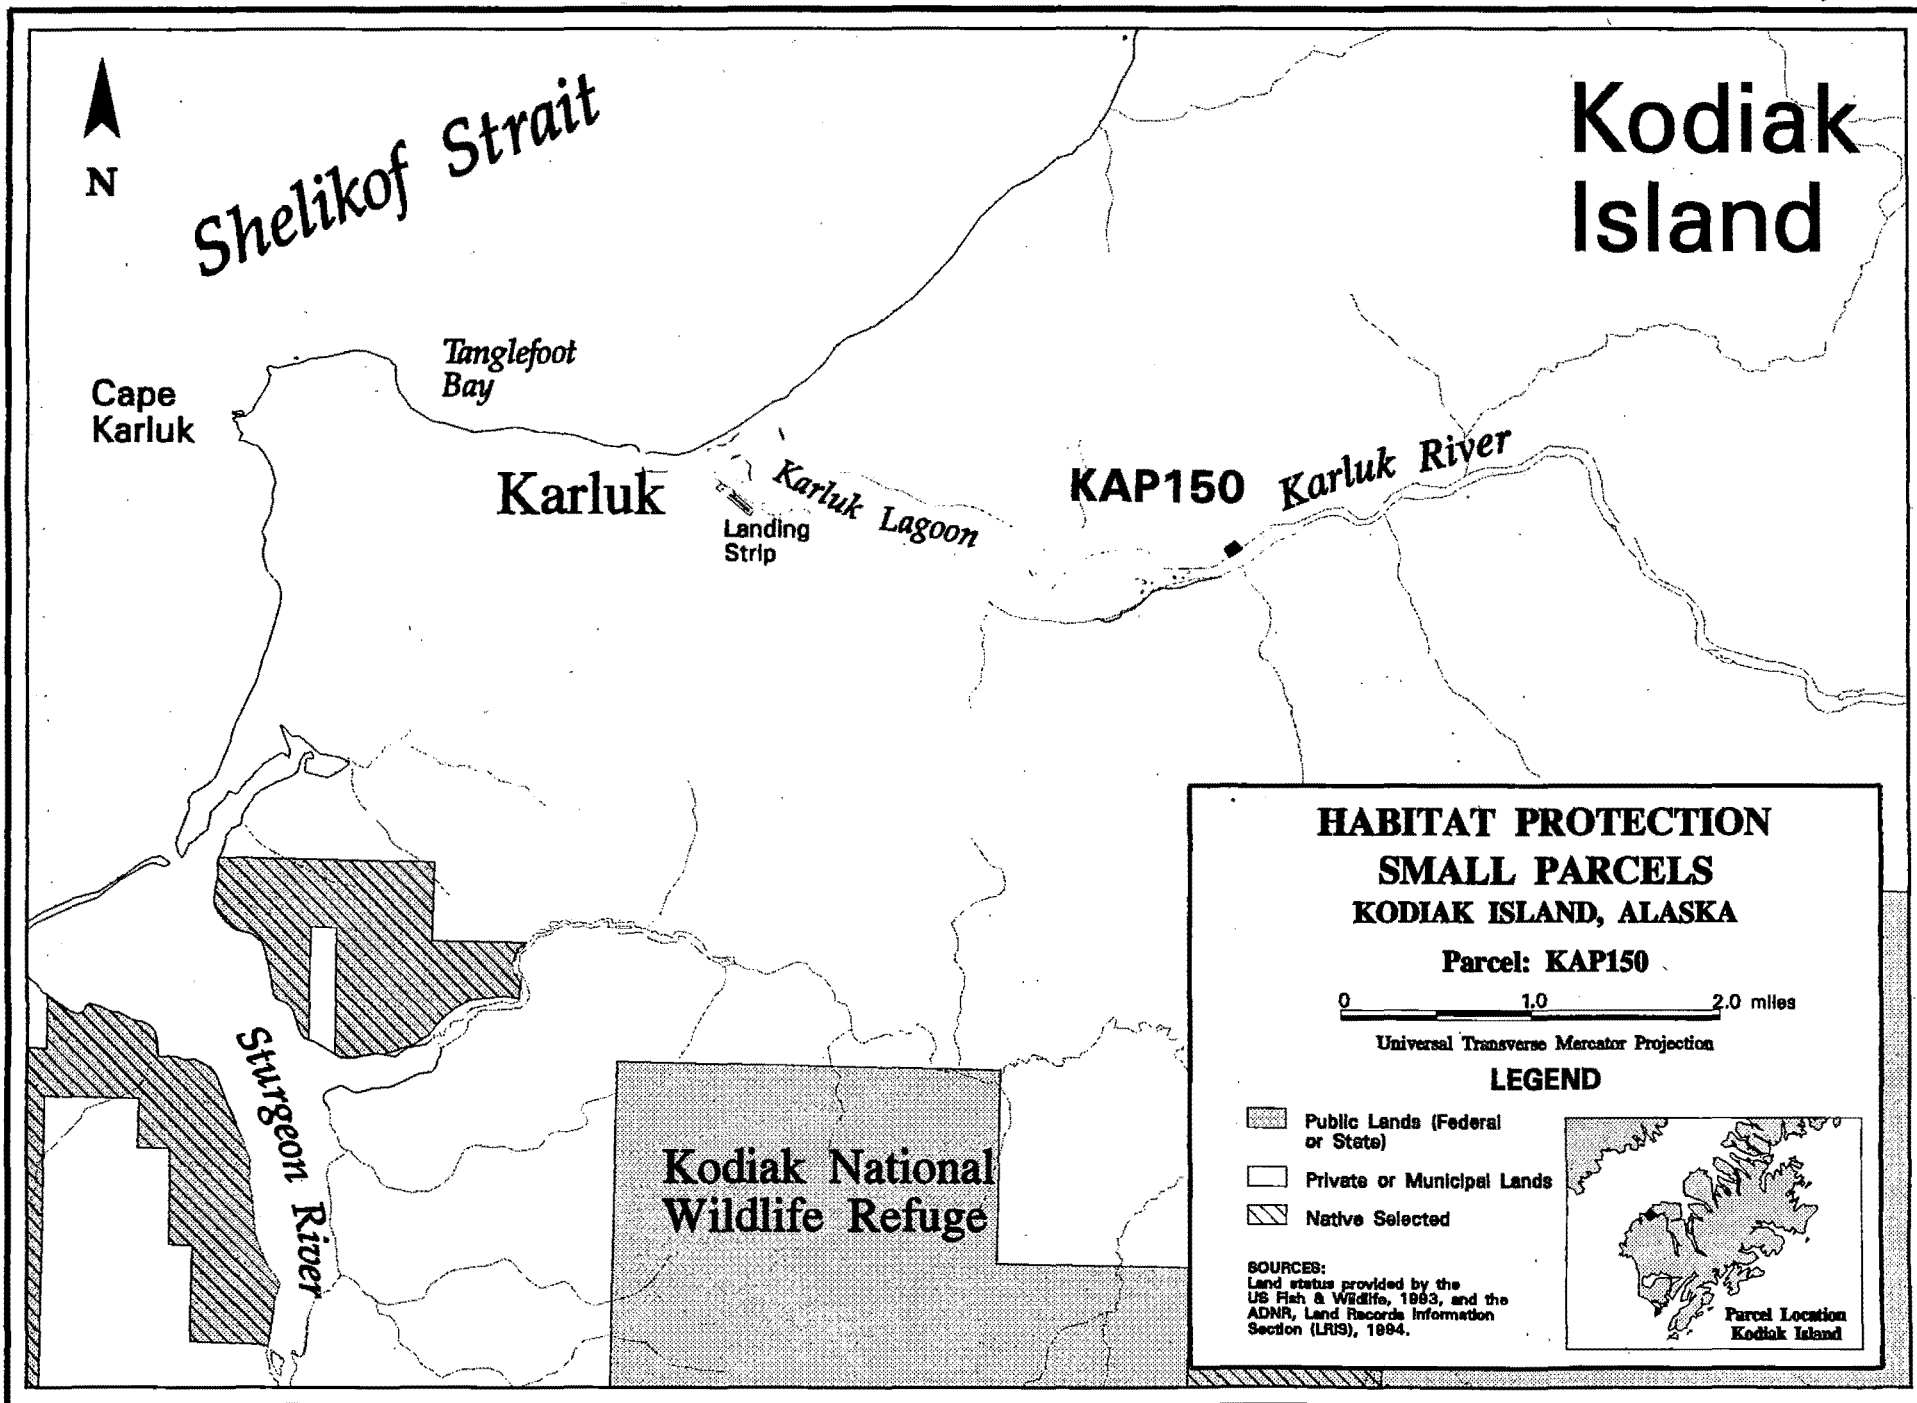 N
Shelikof Strait
Kodiak
Island
Tanglefoot
Bay
Cape
Karluk
Karluk
Karluk Lagoon
Landing
Strip
KAP150
Karluk River
Sturgeon River
Kodiak National
Wildlife Refuge
HABITAT PROTECTION
SMALL PARCELS
KODIAK ISLAND, ALASKA
Parcel: KAP150
0 1.0 2.0 miles
Universal Transverse Mercator Projection
LEGEND
Public Lands (Federal
or State)
Private or Municipal Lands
Native Selected
SOURCES:
Land status provided by the
US Fish & Wildlife, 1993, and the
ADNR, Land Records Information
Section (LRIS), 1994.
Parcel Location
Kodiak Island